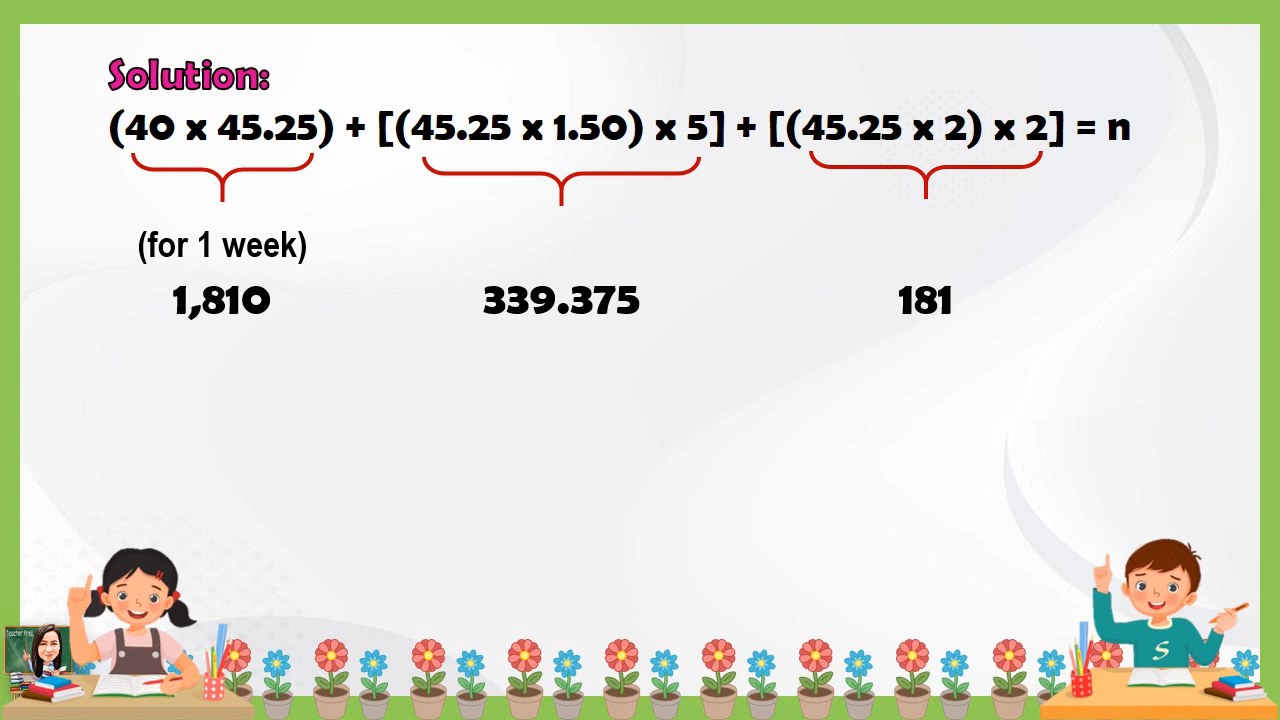 Solution:
(40 x 45.25) + [(45.25 x 1.50) x 5] + [(45.25 x 2) x 2] = n
(for 1 week)
1,810 339.375 181
S